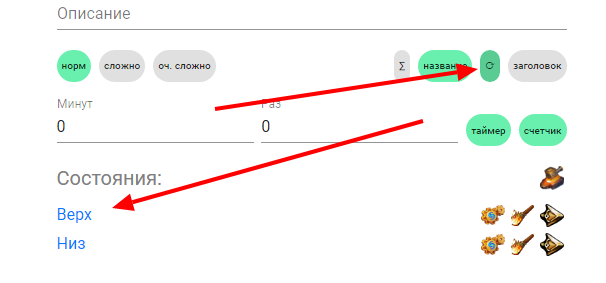 Описание
норм сложно оч. сложно Σ название заголовок
Минут Раз
0 0 таймер счетчик
Состояния:
Верх
Низ